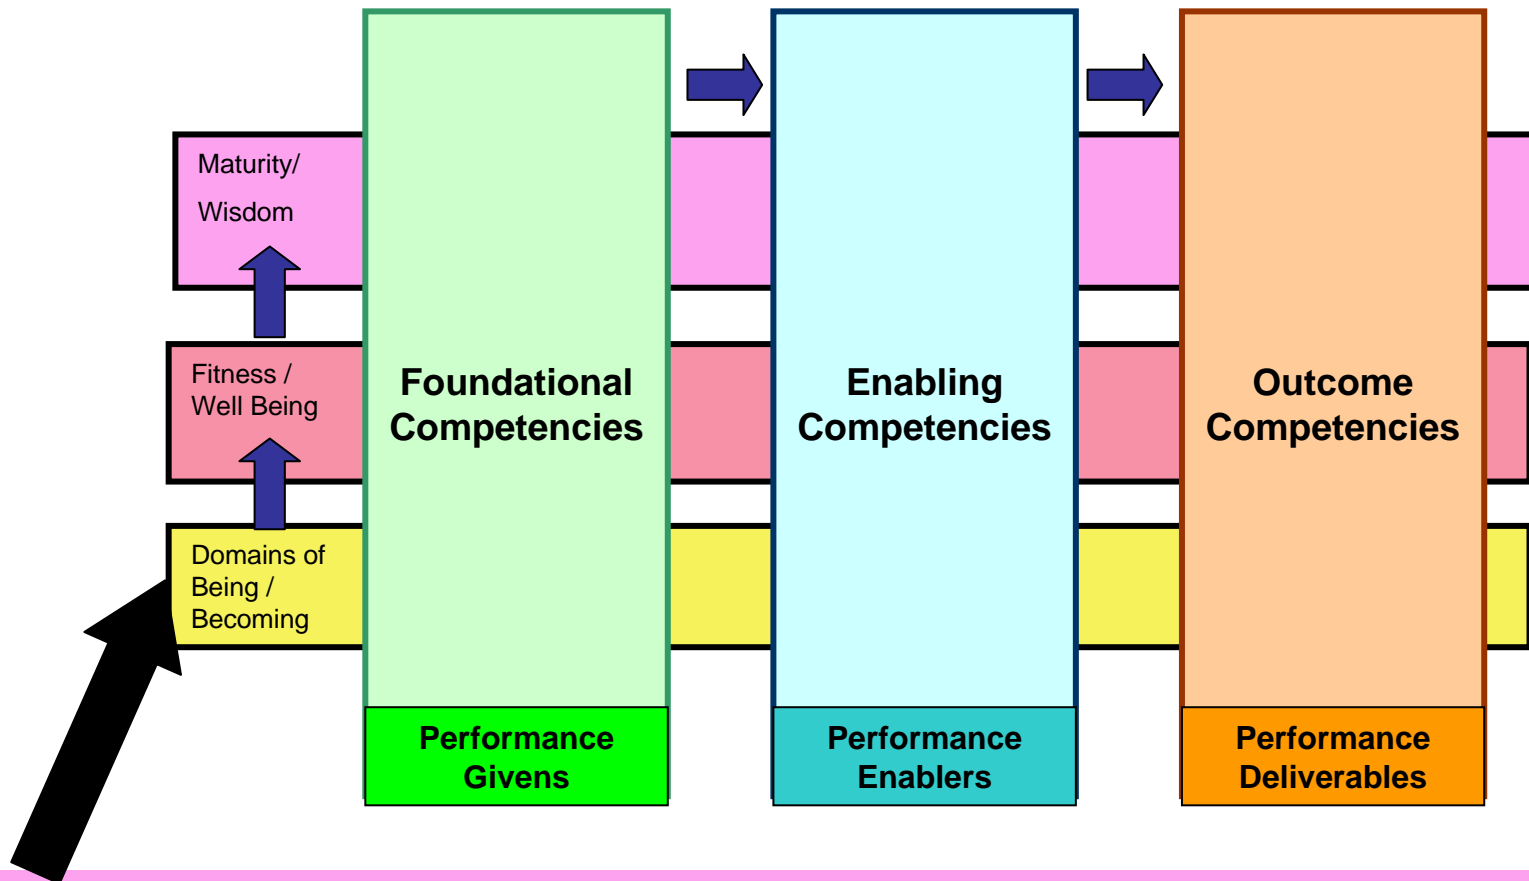 Maturity/
Wisdom
Fitness /
Well Being
Domains of
Being /
Becoming
Foundational
Competencies
Enabling
Competencies
Outcome
Competencies
Performance
Givens
Performance
Enablers
Performance
Deliverables